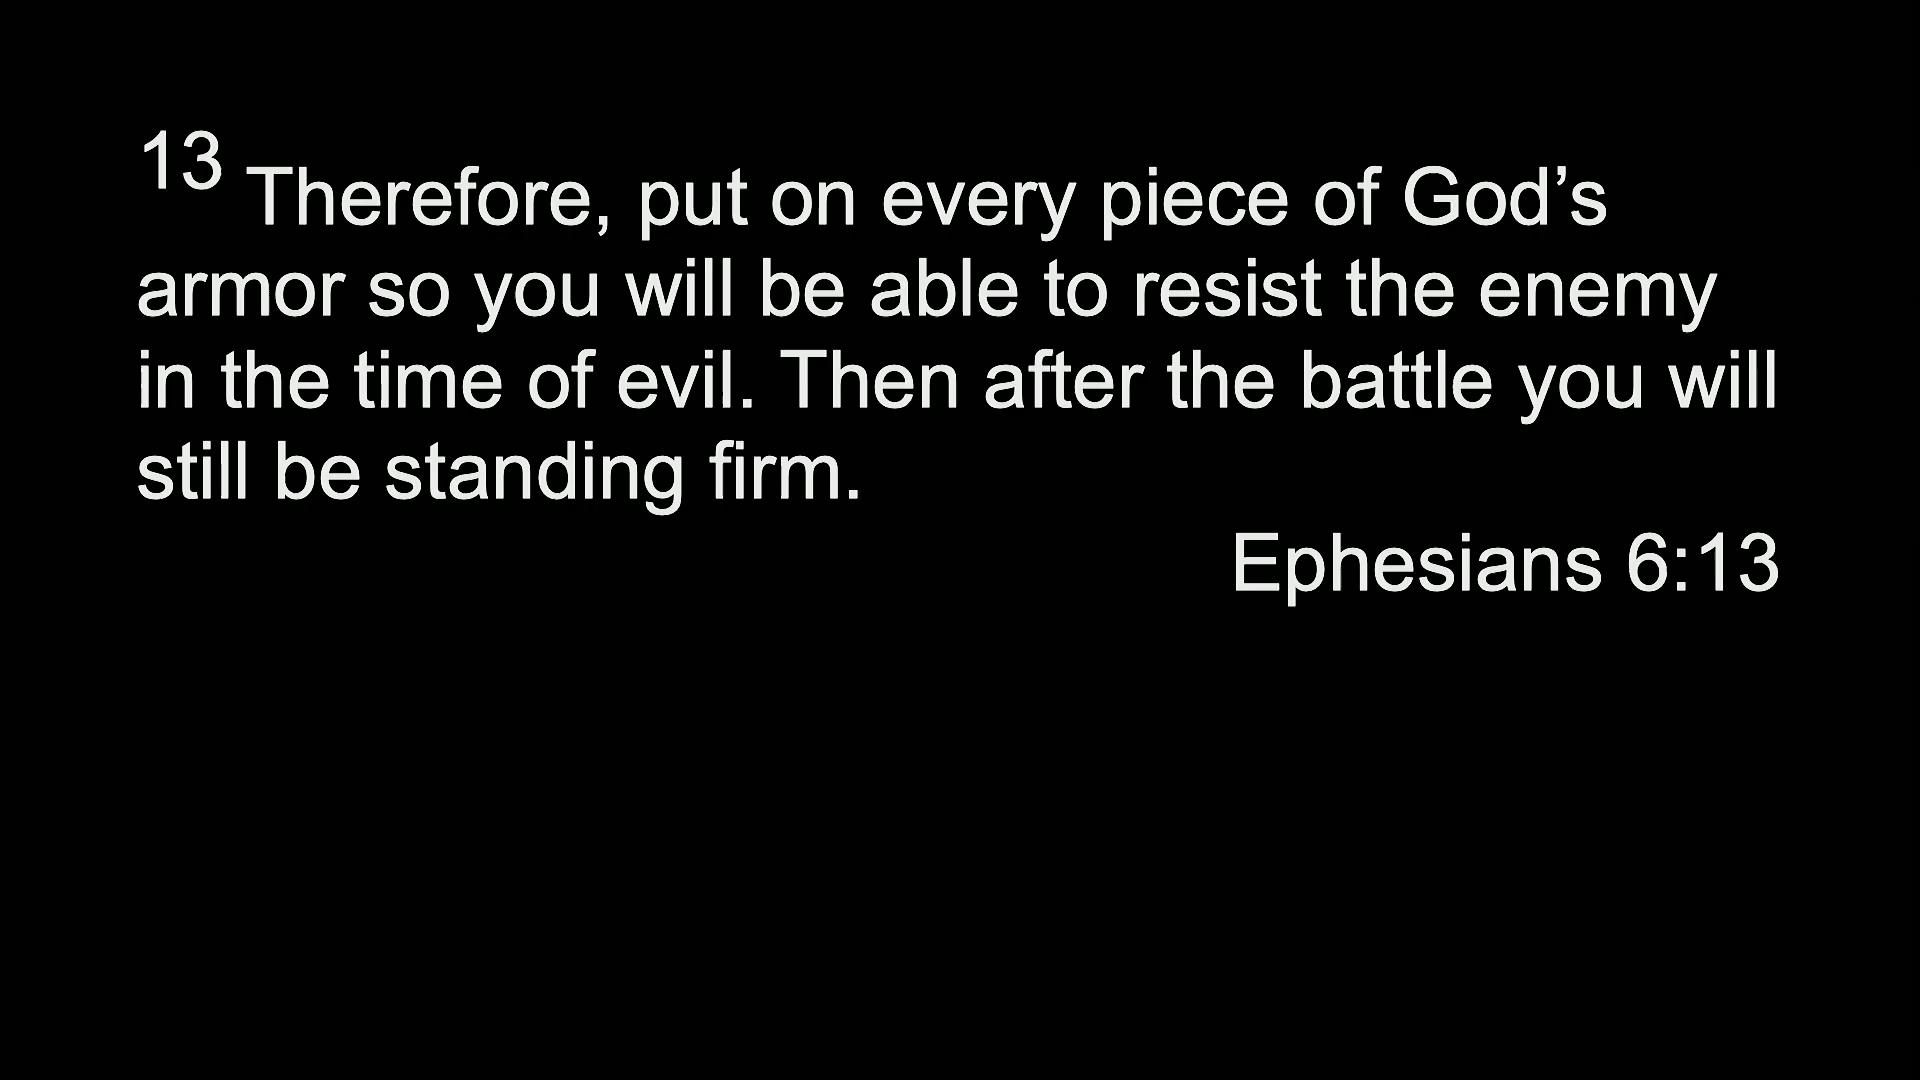 13 Therefore, put on every piece of God’s
armor so you will be able to resist the enemy
in the time of evil. Then after the battle you will
still be standing firm.
Ephesians 6:13